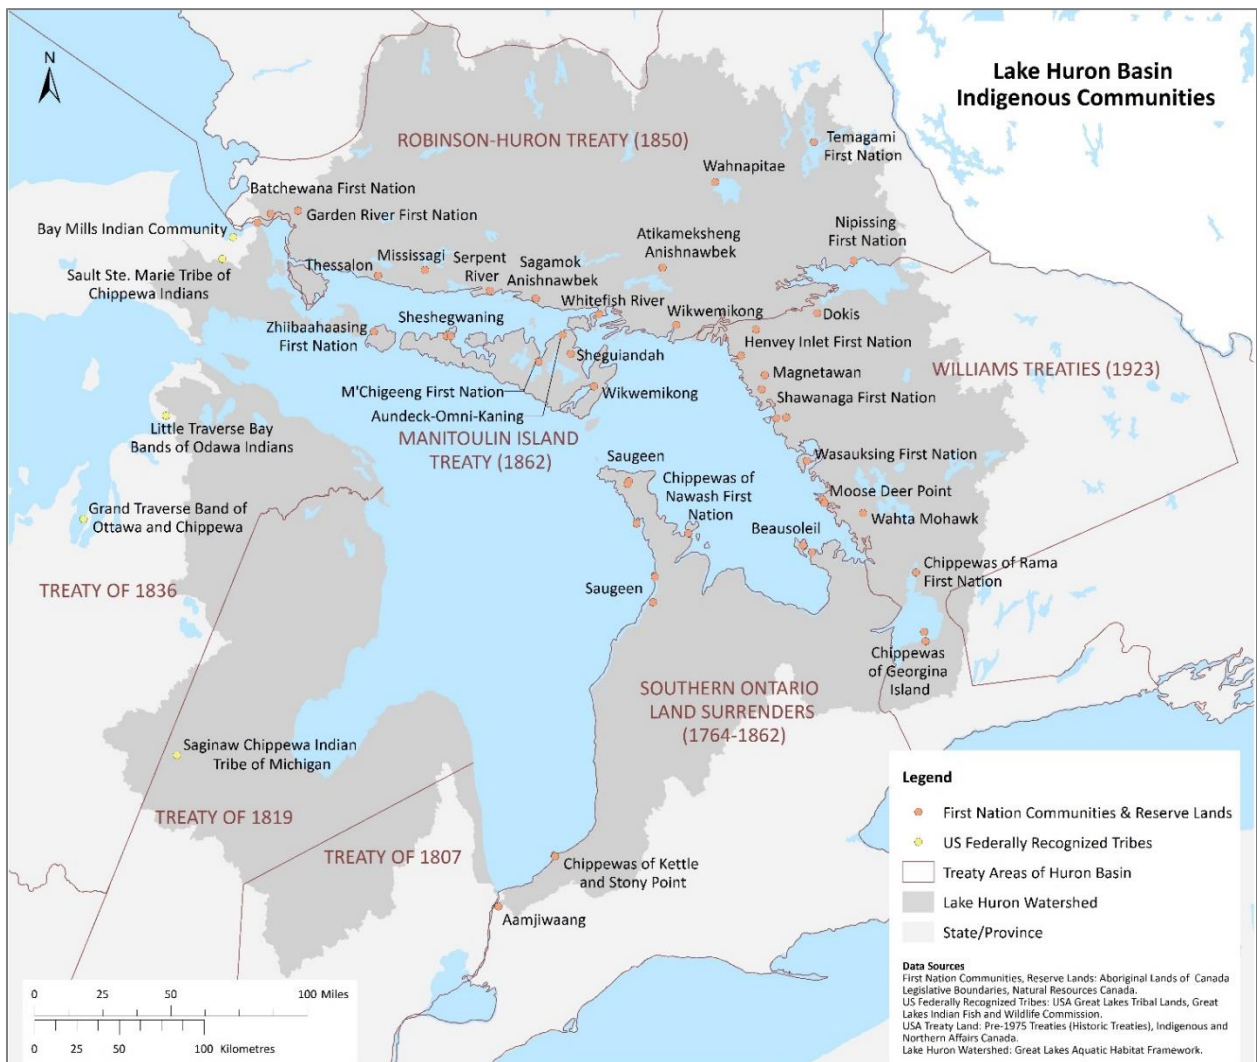 N
Lake Huron Basin
Indigenous Communities
ROBINSON-HURON TREATY (1850)
Temagami
First Nation
Wahnapitae
Batchewana First Nation
Garden River First Nation
Bay Mills Indian Community
Nipissing
First Nation
Atikameksheng
Anishnawbek
Sault Ste. Marie Tribe of
Chippewa Indians
Thessalon
Mississagi
Serpent
River
Sagamok
Anishnawbek
Whitefish River
Wikwemikong
Dokis
Zhiibaahaasing
First Nation
Sheshegwaning
Henvey Inlet First Nation
Sheguiandah
WILLIAMS TREATIES (1923)
Magnetawan
M'Chigeeng First Nation
Wikwemikong
Shawanaga First Nation
Aundeck-Omni-Kaning
Little Traverse Bay
Bands of Odawa Indians
MANITOULIN ISLAND
TREATY (1862)
Saugeen
Wasauksing First Nation
Chippewas of
Nawash First
Nation
Moose Deer Point
Grand Traverse Band of
Ottawa and Chippewa
Wahta Mohawk
Beausoleil
Chippewas of Rama
First Nation
TREATY OF 1836
Saugeen
Chippewas
of Georgina
Island
SOUTHERN ONTARIO
LAND SURRENDERS
(1764-1862)
Saginaw Chippewa Indian
Tribe of Michigan
TREATY OF 1819
TREATY OF 1807
Chippewas of Kettle
and Stony Point
Aamjiwaang
Legend
First Nation Communities & Reserve Lands
US Federally Recognized Tribes
Treaty Areas of Huron Basin
Lake Huron Watershed
State/Province
Data Sources
First Nation Communities, Reserve Lands: Aboriginal Lands of Canada
Legislative Boundaries, Natural Resources Canada.
US Federally Recognized Tribes: USA Great Lakes Tribal Lands, Great
Lakes Indian Fish and Wildlife Commission.
USA Treaty Land: Pre-1975 Treaties (Historic Treaties), Indigenous and
Northern Affairs Canada.
Lake Huron Watershed: Great Lakes Aquatic Habitat Framework.
0 25 50 100 Miles
0 25 50 100 Kilometres